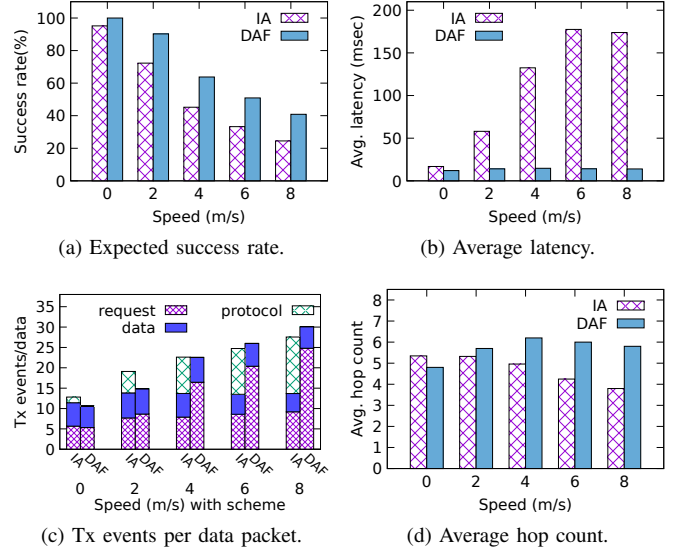 Success rate(%)
100
80
60
40
20
0
IA
DAF
0 2 4 6 8
Speed (m/s)
(a) Expected success rate.
Avg. latency (msec)
200
150
100
50
0
IA
DAF
0 2 4 6 8
Speed (m/s)
(b) Average latency.
Tx events/data
35
30
25
20
15
10
5
0
request protocol
data
IA DAF IA DAF IA DAF IA DAF IA DAF
0 2 4 6 8
Speed (m/s) with scheme
(c) Tx events per data packet.
Avg. hop count
8
7
6
5
4
3
2
1
0
IA
DAF
0 2 4 6 8
Speed (m/s)
(d) Average hop count.